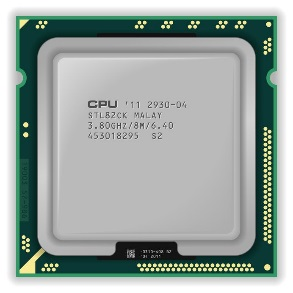 CPU '11 2930-04
STLBZCK MALAY
3.80GHZ/8M/6.40
453018295 S2